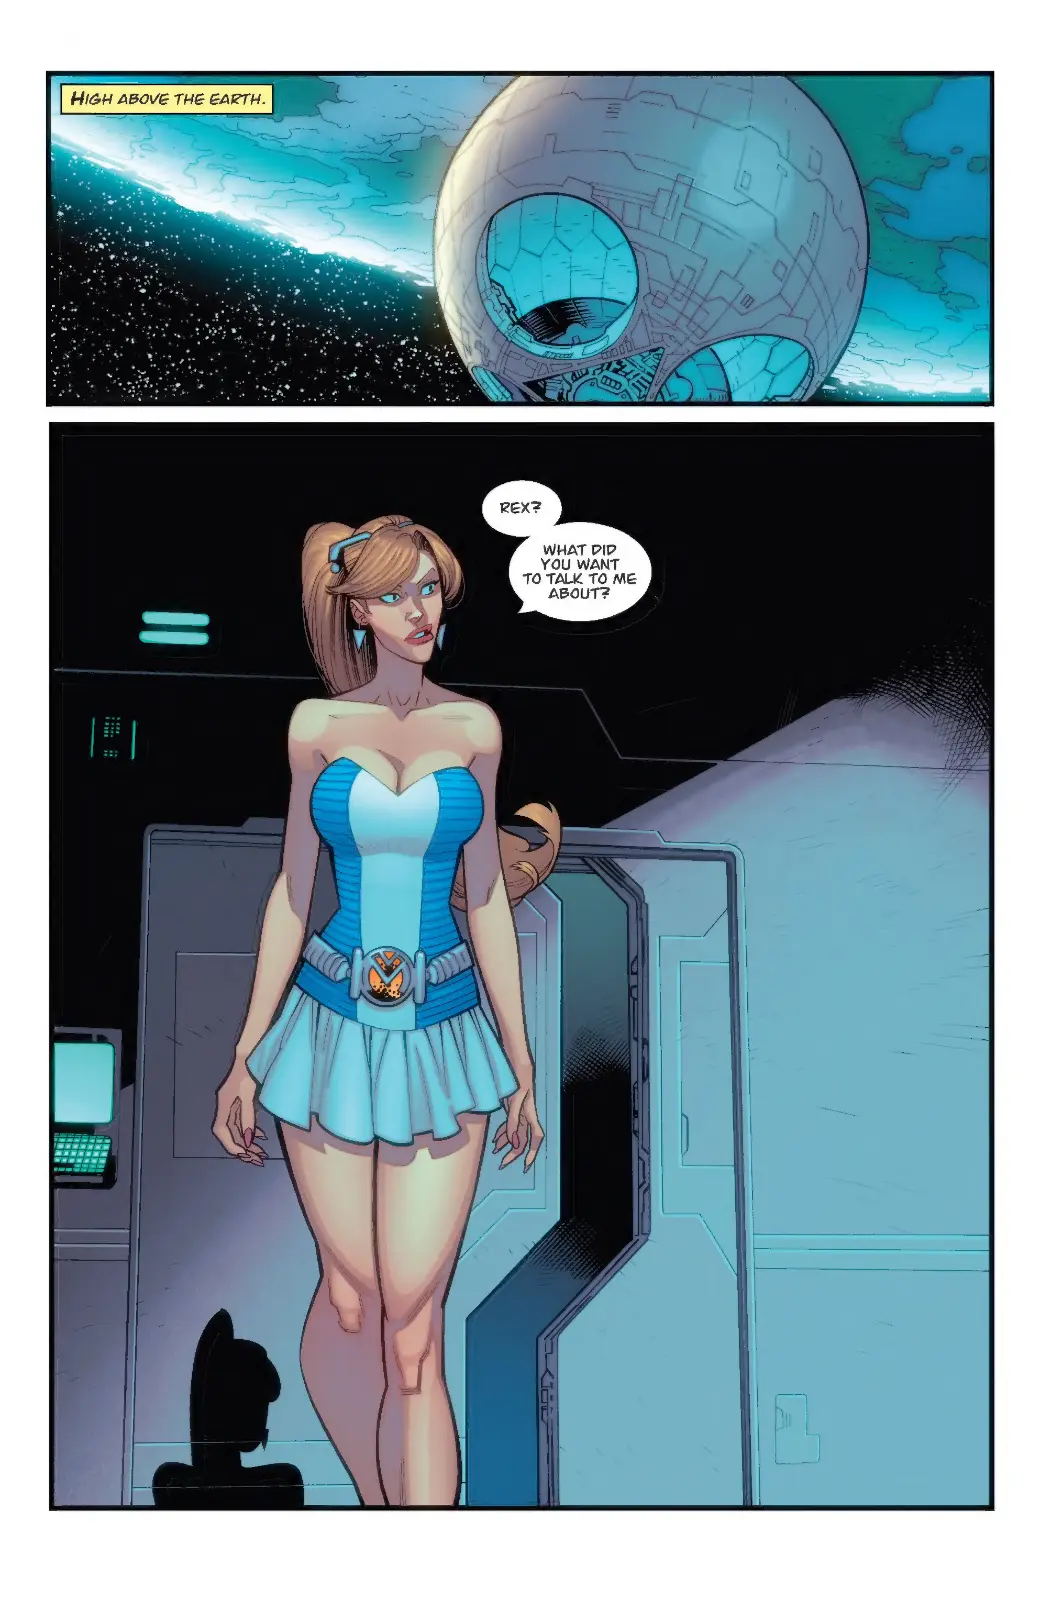 HIGH ABOVE THE EARTH.
REX?
WHAT DID
YOU WANT
TO TALK TO ME
ABOUT?